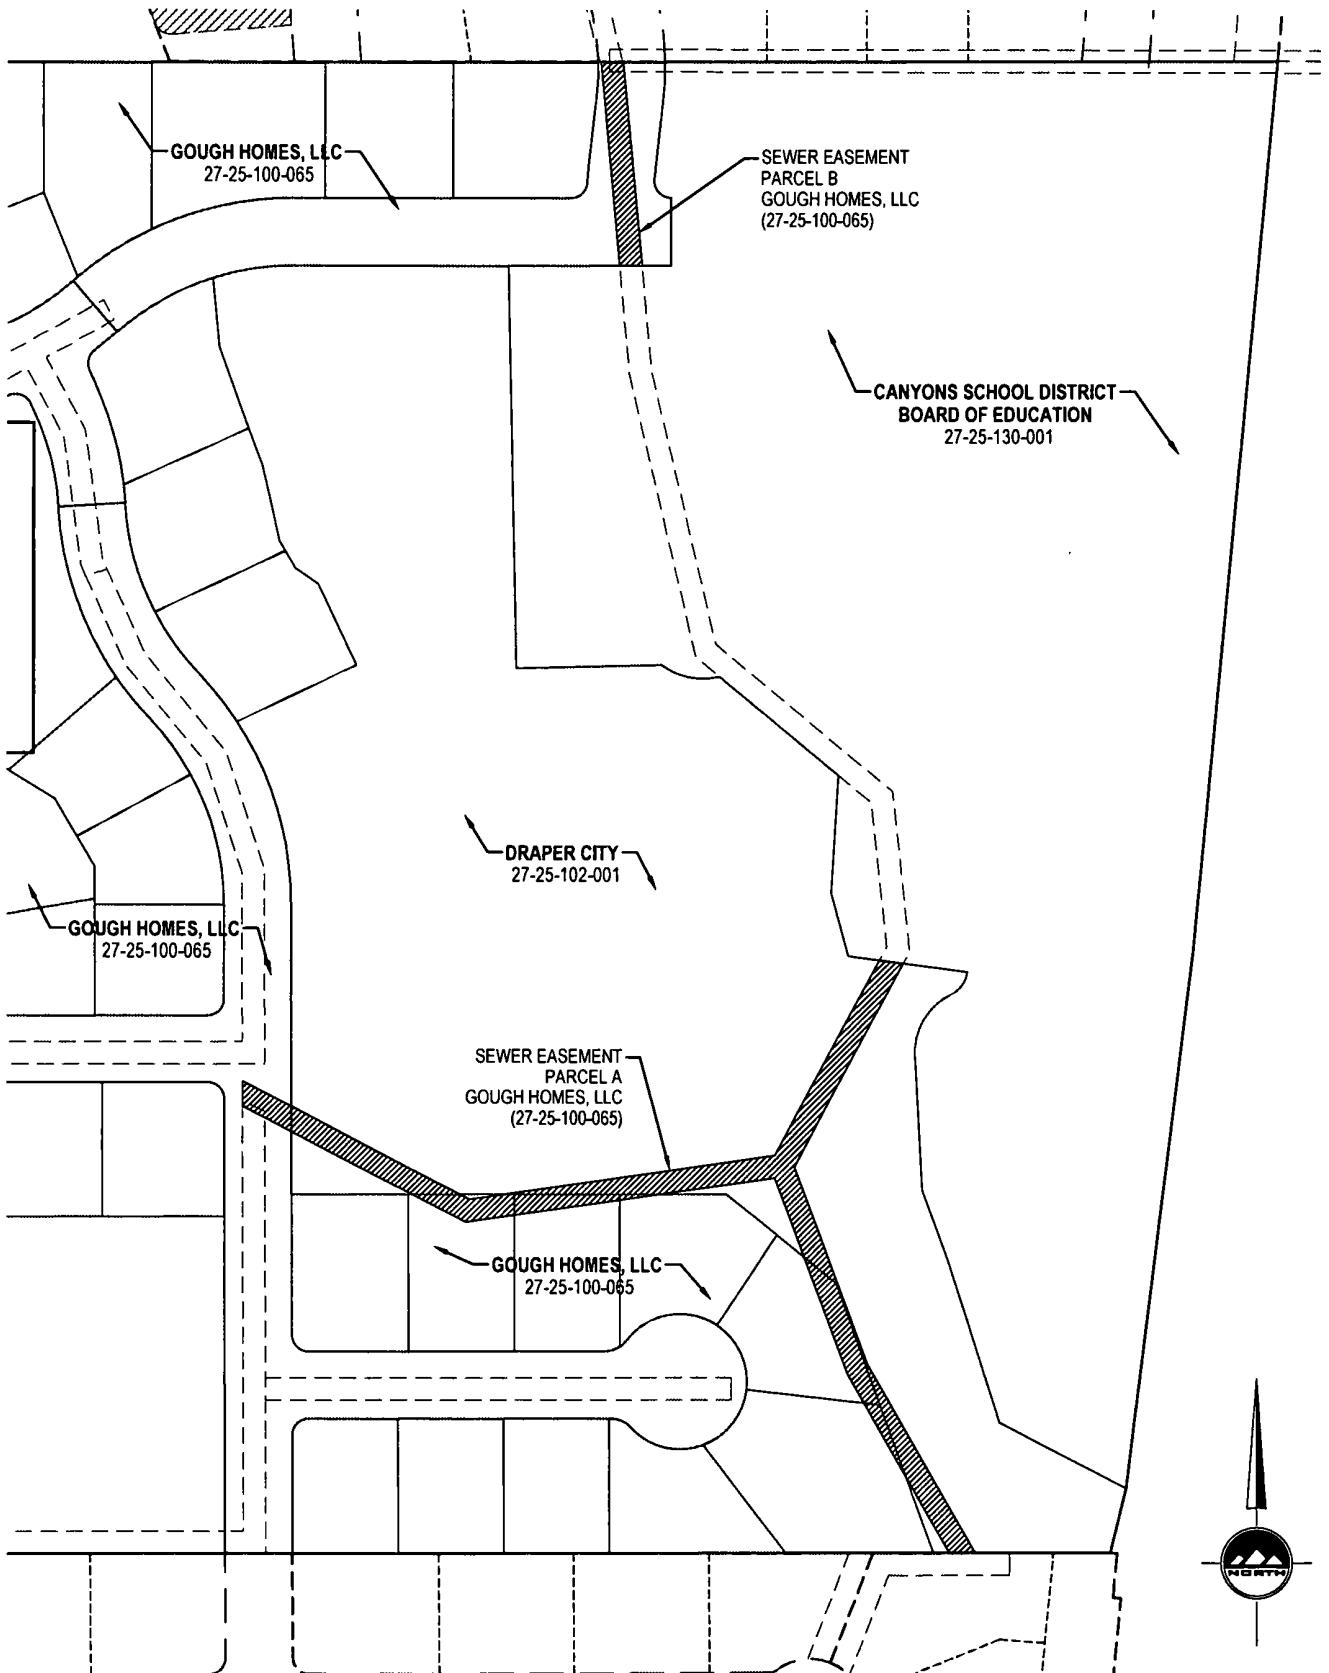 GOUGH HOMES, LLC
27-25-100-065
SEWER EASEMENT
PARCEL B
GOUGH HOMES, LLC
(27-25-100-065)
CANYONS SCHOOL DISTRICT
BOARD OF EDUCATION
27-25-130-001
DRAPER CITY
27-25-102-001
GOUGH HOMES, LLC
27-25-100-065
SEWER EASEMENT
PARCEL A
GOUGH HOMES, LLC
(27-25-100-065)
GOUGH HOMES, LLC
27-25-100-065
NORTH